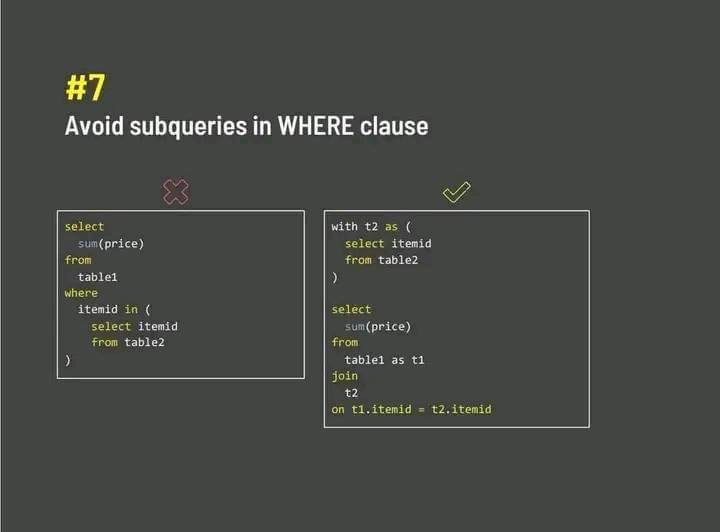 #7
Avoid subqueries in WHERE clause
select
  sum(price)
from
  table1
where
  itemid in (
    select itemid
    from table2
)
with t2 as (
  select itemid
  from table2
)
select
  sum(price)
from
  table1 as t1
join
  t2
on t1.itemid = t2.itemid